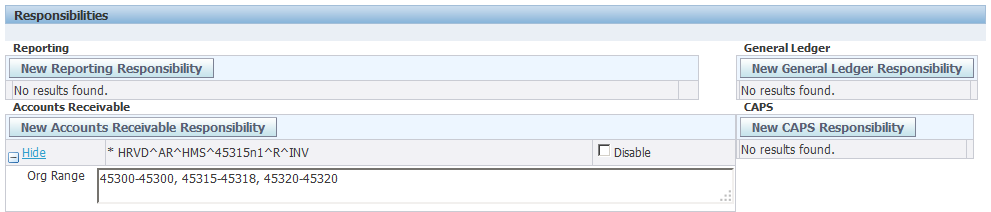 Responsibilities
Reporting
New Reporting Responsibility
No results found.
General Ledger
New General Ledger Responsibility
No results found.
Accounts Receivable
New Accounts Receivable Responsibility
Hide * HRVD^AR^HMS^45315n1^R^INV Disable
Org Range 45300-45300, 45315-45318, 45320-45320
CAPS
New CAPS Responsibility
No results found.